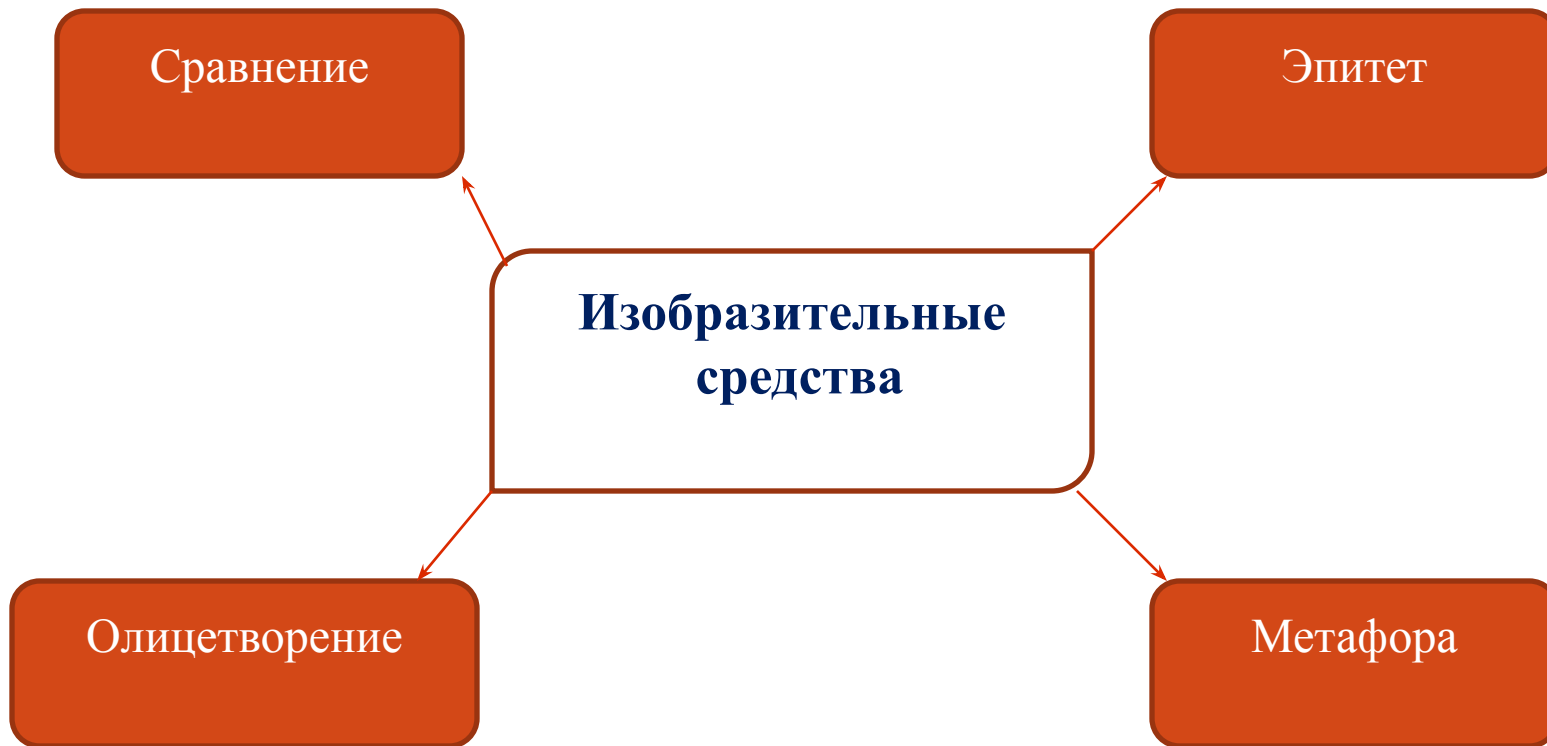 Сравнение
Эпитет
Изобразительные
средства
Олицетворение
Метафора